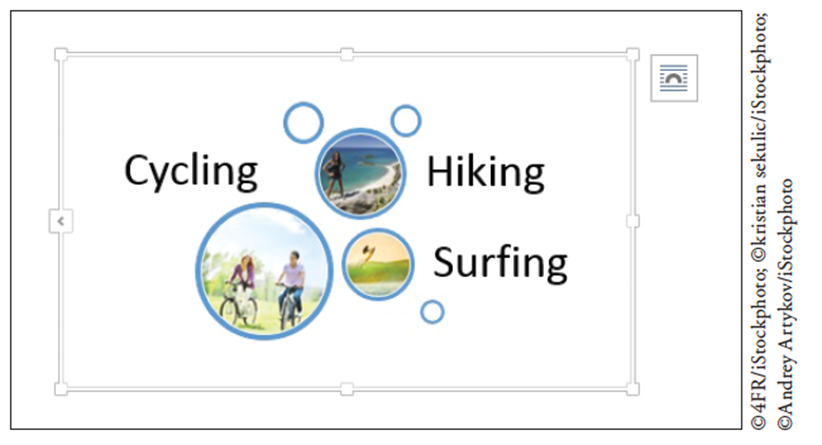 Cycling
Hiking
Surfing
©4FR/iStockphoto; ©kristian sekulic/iStockphoto;
©Andrey Artykov/iStockphoto